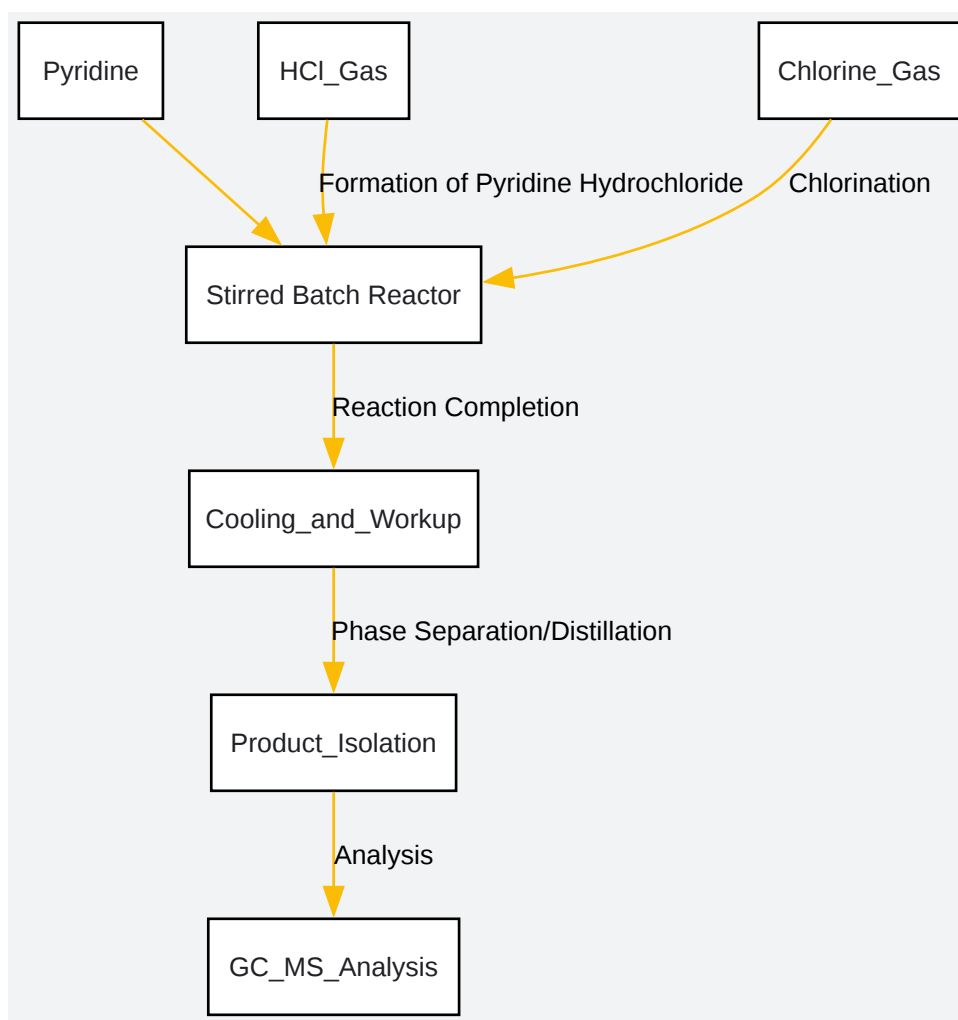 Pyridine
HCl_Gas
Chlorine_Gas
Formation of Pyridine Hydrochloride
Chlorination
Stirred Batch Reactor
Reaction Completion
Cooling_and_Workup
Phase Separation/Distillation
Product_Isolation
Analysis
GC_MS_Analysis